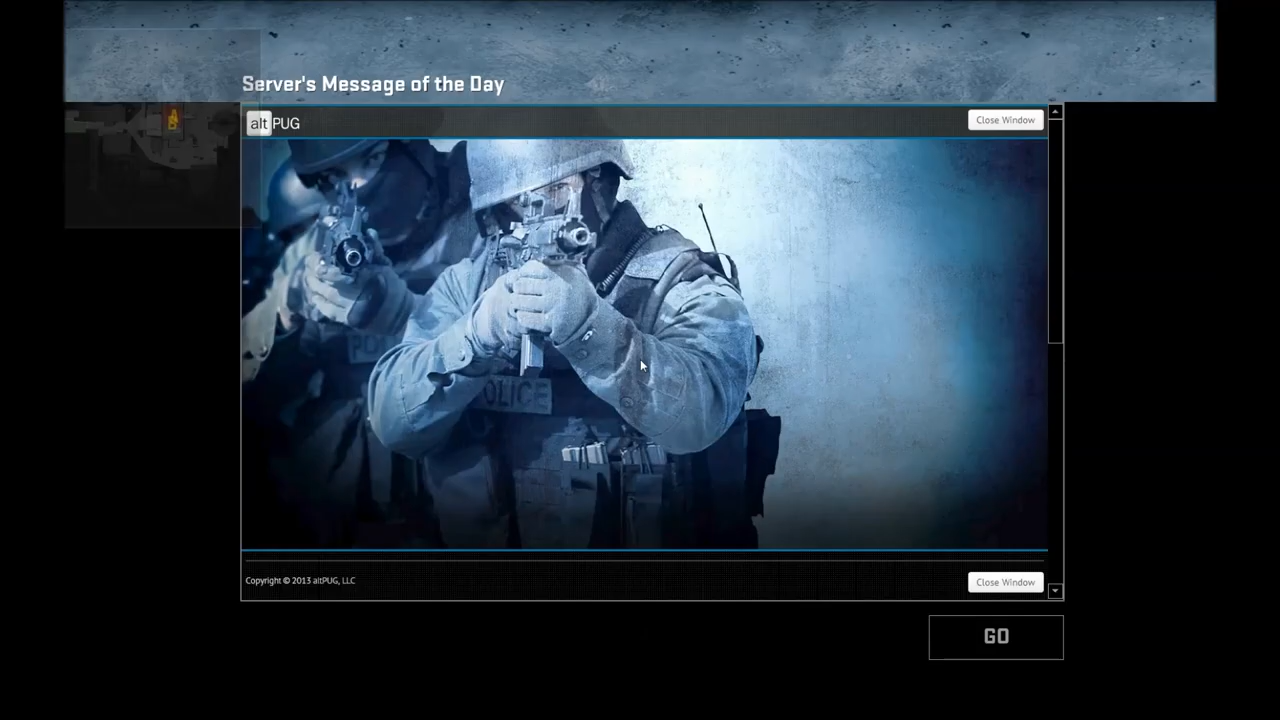 Server's Message of the Day
alt PUG
Close Window
POLICE
Copyright © 2013 altPUG, LLC
Close Window
GO